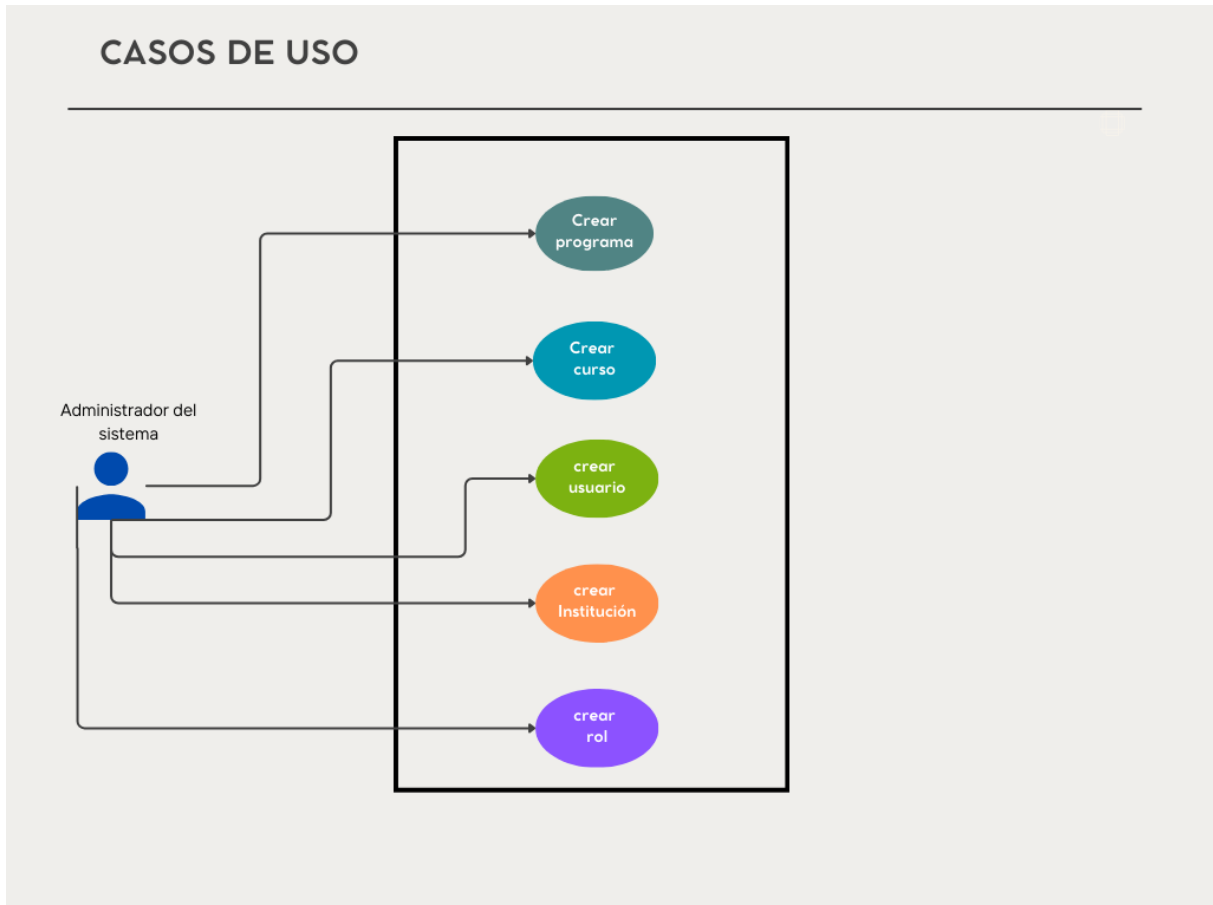 CASOS DE USO
Crear
programa
Crear
curso
Administrador del
sistema
crear
usuario
crear
Institución
crear
rol